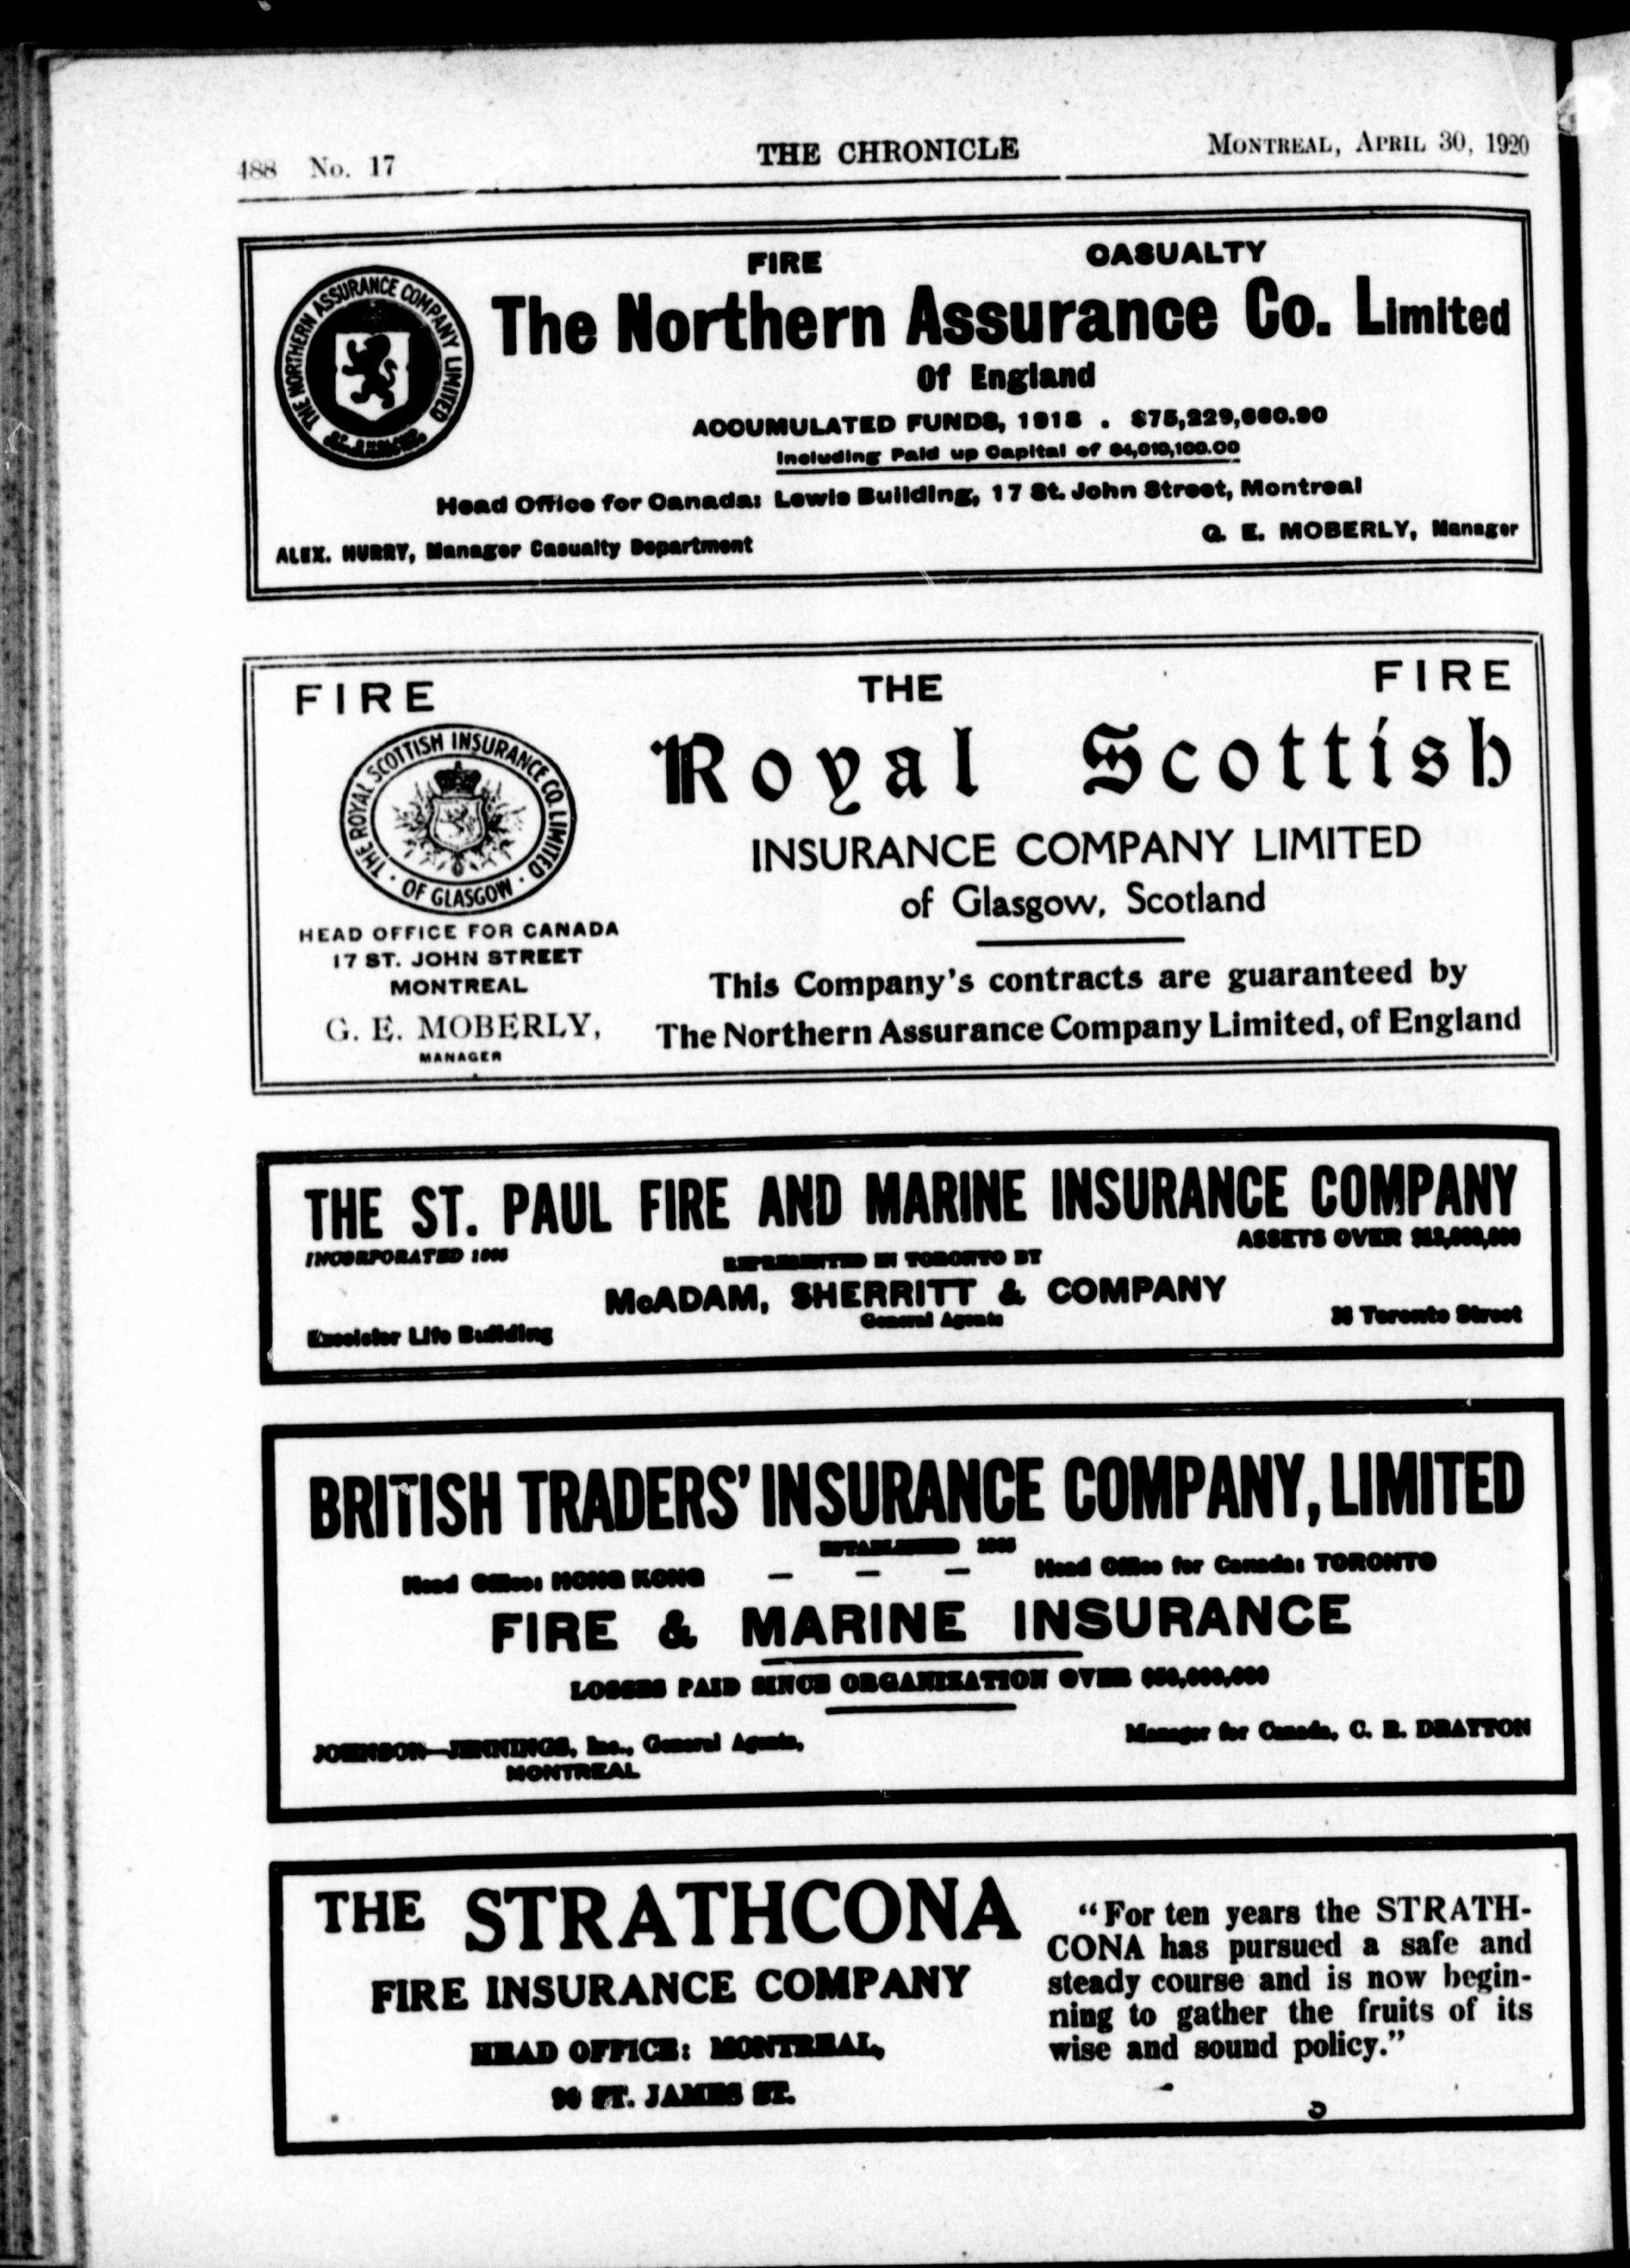 488 No. 17 THE CHRONICLE MONTREAL, APRIL 30, 1920
FIRE CASUALTY
THE NORTHERN ASSURANCE COMPANY LIMITED
The Northern Assurance Co. Limited
Of England
ACCUMULATED FUNDS, 1918 . $75,229,660.90
Including Paid up Capital of $4,010,100.00
Head Office for Canada: Lewis Building, 17 St. John Street, Montreal
G. E. MOBERLY, Manager
ALEX. HURRY, Manager Casualty Department
FIRE THE FIRE
THE ROYAL SCOTTISH INSURANCE CO. LIMITED
· OF GLASGOW ·
Royal Scottish
INSURANCE COMPANY LIMITED
of Glasgow, Scotland
HEAD OFFICE FOR CANADA
17 ST. JOHN STREET
MONTREAL
G. E. MOBERLY,
MANAGER
This Company's contracts are guaranteed by
The Northern Assurance Company Limited, of England
THE ST. PAUL FIRE AND MARINE INSURANCE COMPANY
INCORPORATED ASSETS OVER
REPRESENTED IN TORONTO BY
McADAM, SHERRITT & COMPANY
General Agents
Excelsior Life Building 36 Toronto Street
BRITISH TRADERS' INSURANCE COMPANY, LIMITED
ESTABLISHED 1865
Head Office: HONG KONG — — — Head Office for Canada: TORONTO
FIRE & MARINE INSURANCE
LOSSES PAID SINCE ORGANIZATION OVER
JOHNSON—JENNINGS, Inc., General Agents,
MONTREAL
Manager for Canada, C. R. DRAYTON
THE STRATHCONA
FIRE INSURANCE COMPANY
HEAD OFFICE: MONTREAL,
90 ST. JAMES ST.
"For ten years the STRATH-
CONA has pursued a safe and
steady course and is now begin-
ning to gather the fruits of its
wise and sound policy."